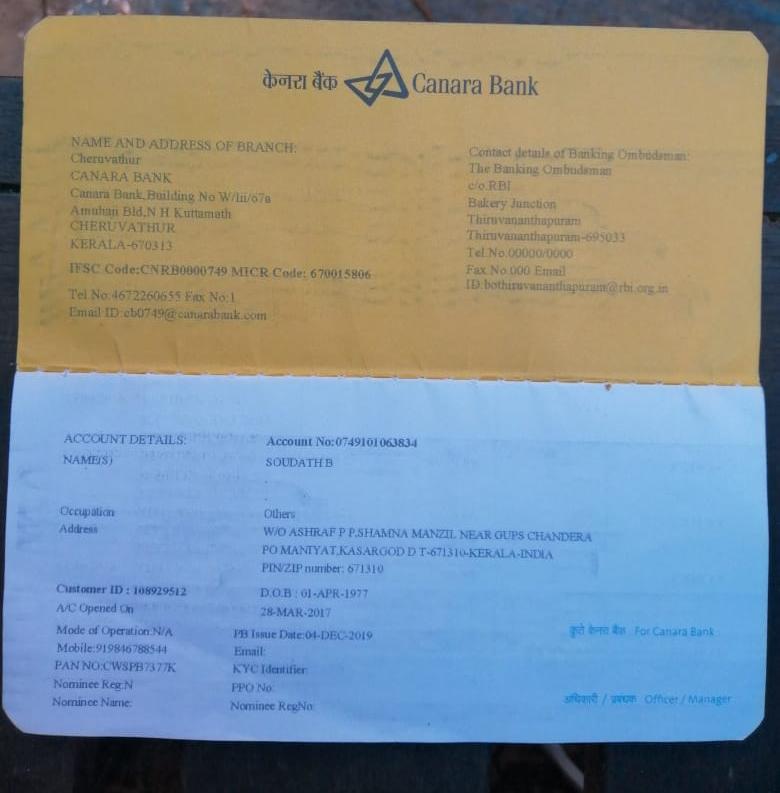 केनरा बैंक Canara Bank
NAME AND ADDRESS OF BRANCH:
Cheruvathur
CANARA BANK
Canara Bank,Building No W/Iii/67a
Amuhaji Bld,N H Kuttamath
CHERUVATHUR
KERALA-670313
IFSC Code:CNRB0000749 MICR Code: 670015806
Tel No:4672260655 Fax No:1
Email ID:cb0749@canarabank.com
Contact details of Banking Ombudsman:
The Banking Ombudsman
c/o.RBI
Bakery Junction
Thiruvananthapuram
Thiruvananthapuram-695033
Tel.No.00000/0000
Fax No.000 Email
ID:bothiruvananthapuram@rbi.org.in
ACCOUNT DETAILS: Account No:0749101063834
NAME(S) SOUDATH B
Occupation Others
Address W/O ASHRAF P P,SHAMNA MANZIL NEAR GUPS CHANDERA
PO MANIYAT,KASARGOD D T-671310-KERALA-INDIA
PIN/ZIP number: 671310
Customer ID : 108929512 D.O.B : 01-APR-1977
A/C Opened On 28-MAR-2017
Mode of Operation:N/A PB Issue Date:04-DEC-2019 कृते केनरा बैंक For Canara Bank
Mobile:919846788544 Email:
PAN NO:CWSPB7377K KYC Identifier:
Nominee Reg:N PPO No:
Nominee Name: Nominee RegNo: अधिकारी / प्रबंधक Officer / Manager